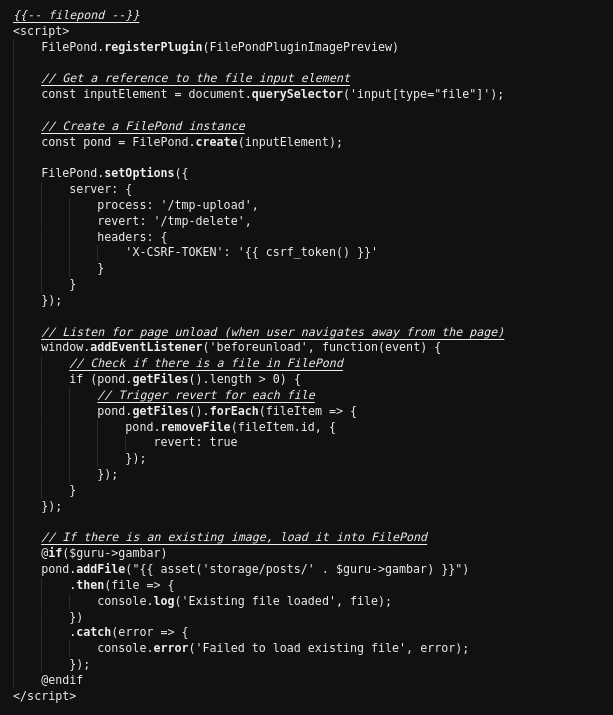 {{-- filepond --}}
<script>
FilePond.registerPlugin(FilePondPluginImagePreview)
// Get a reference to the file input element
const inputElement = document.querySelector('input[type="file"]');
// Create a FilePond instance
const pond = FilePond.create(inputElement);
FilePond.setOptions({
server: {
process: '/tmp-upload',
revert: '/tmp-delete',
headers: {
'X-CSRF-TOKEN': '{{ csrf_token() }}'
}
}
});
// Listen for page unload (when user navigates away from the page)
window.addEventListener('beforeunload', function(event) {
// Check if there is a file in FilePond
if (pond.getFiles().length > 0) {
// Trigger revert for each file
pond.getFiles().forEach(fileItem => {
pond.removeFile(fileItem.id, {
revert: true
});
});
}
});
// If there is an existing image, load it into FilePond
@if($guru->gambar)
pond.addFile("{{ asset('storage/posts/' . $guru->gambar) }}")
.then(file => {
console.log('Existing file loaded', file);
})
.catch(error => {
console.error('Failed to load existing file', error);
});
@endif
</script>